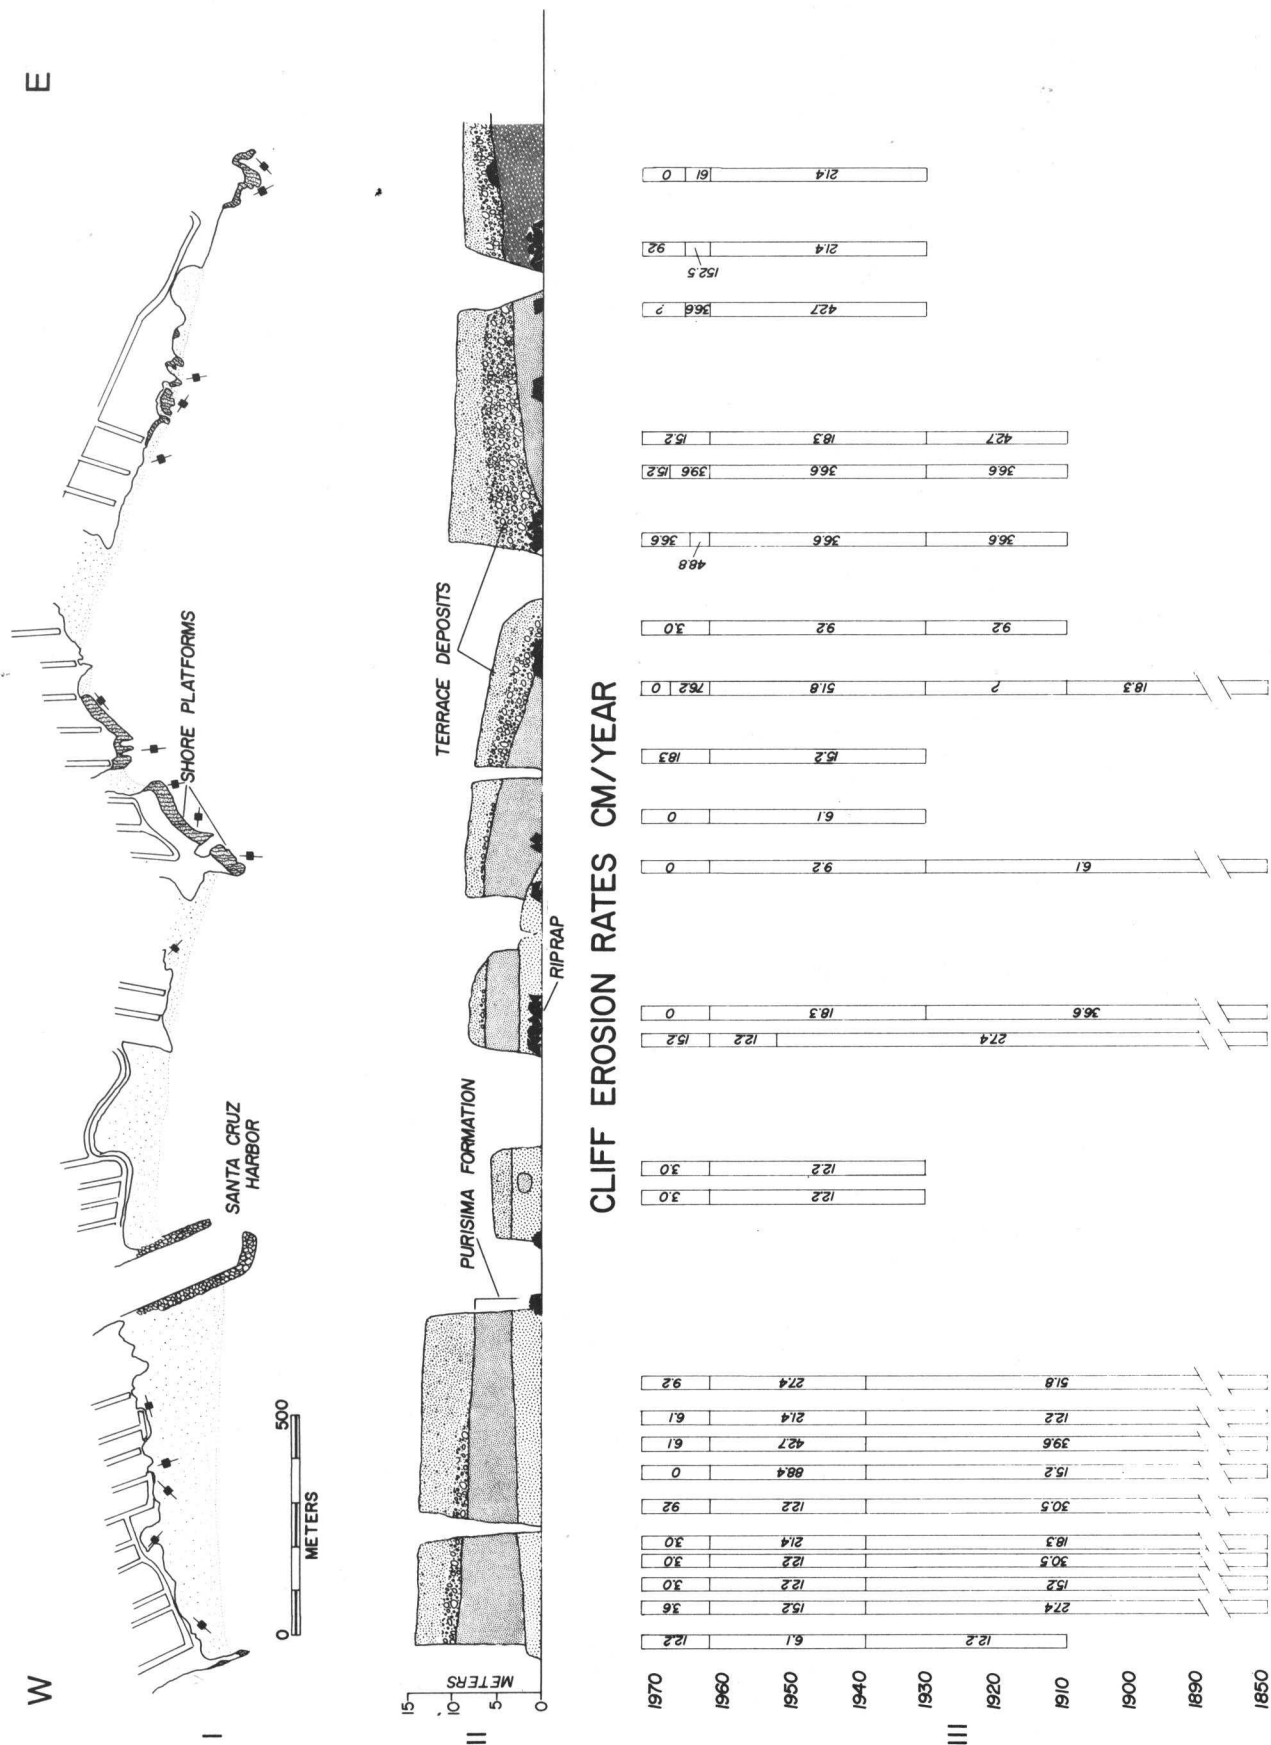 W
E
I
SHORE PLATFORMS
SANTA CRUZ
HARBOR
0
500
METERS
II
METERS
15
10
5
0
TERRACE DEPOSITS
PURISIMA FORMATION
RIPRAP
CLIFF EROSION RATES CM/YEAR
III
1970
1960
1950
1940
1930
1920
1910
1900
1890
1850
12.2 6.1 12.2
3.6 15.2 27.4
3.0 12.2 15.2
3.0 12.2 30.5
3.0 21.4 18.3
92 12.2 30.5
0 88.4 15.2
6.1 42.7 39.6
6.1 21.4 12.2
9.2 27.4 51.8
3.0 12.2
3.0 12.2
15.2 12.2 27.4
0 18.3 36.6
0 9.2 6.1
0 6.1
18.3 15.2
0 76.2 51.8 ? 18.3
3.0 9.2 9.2
36.6 48.8 36.6 36.6
15.2 39.6 36.6 36.6
15.2 18.3 42.7
? 36.6 42.7
92 152.5 21.4
0 61 21.4